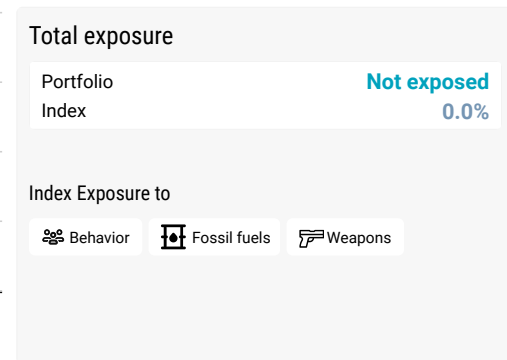 Total exposure
Portfolio Not exposed
Index 0.0%
Index Exposure to
Behavior Fossil fuels Weapons